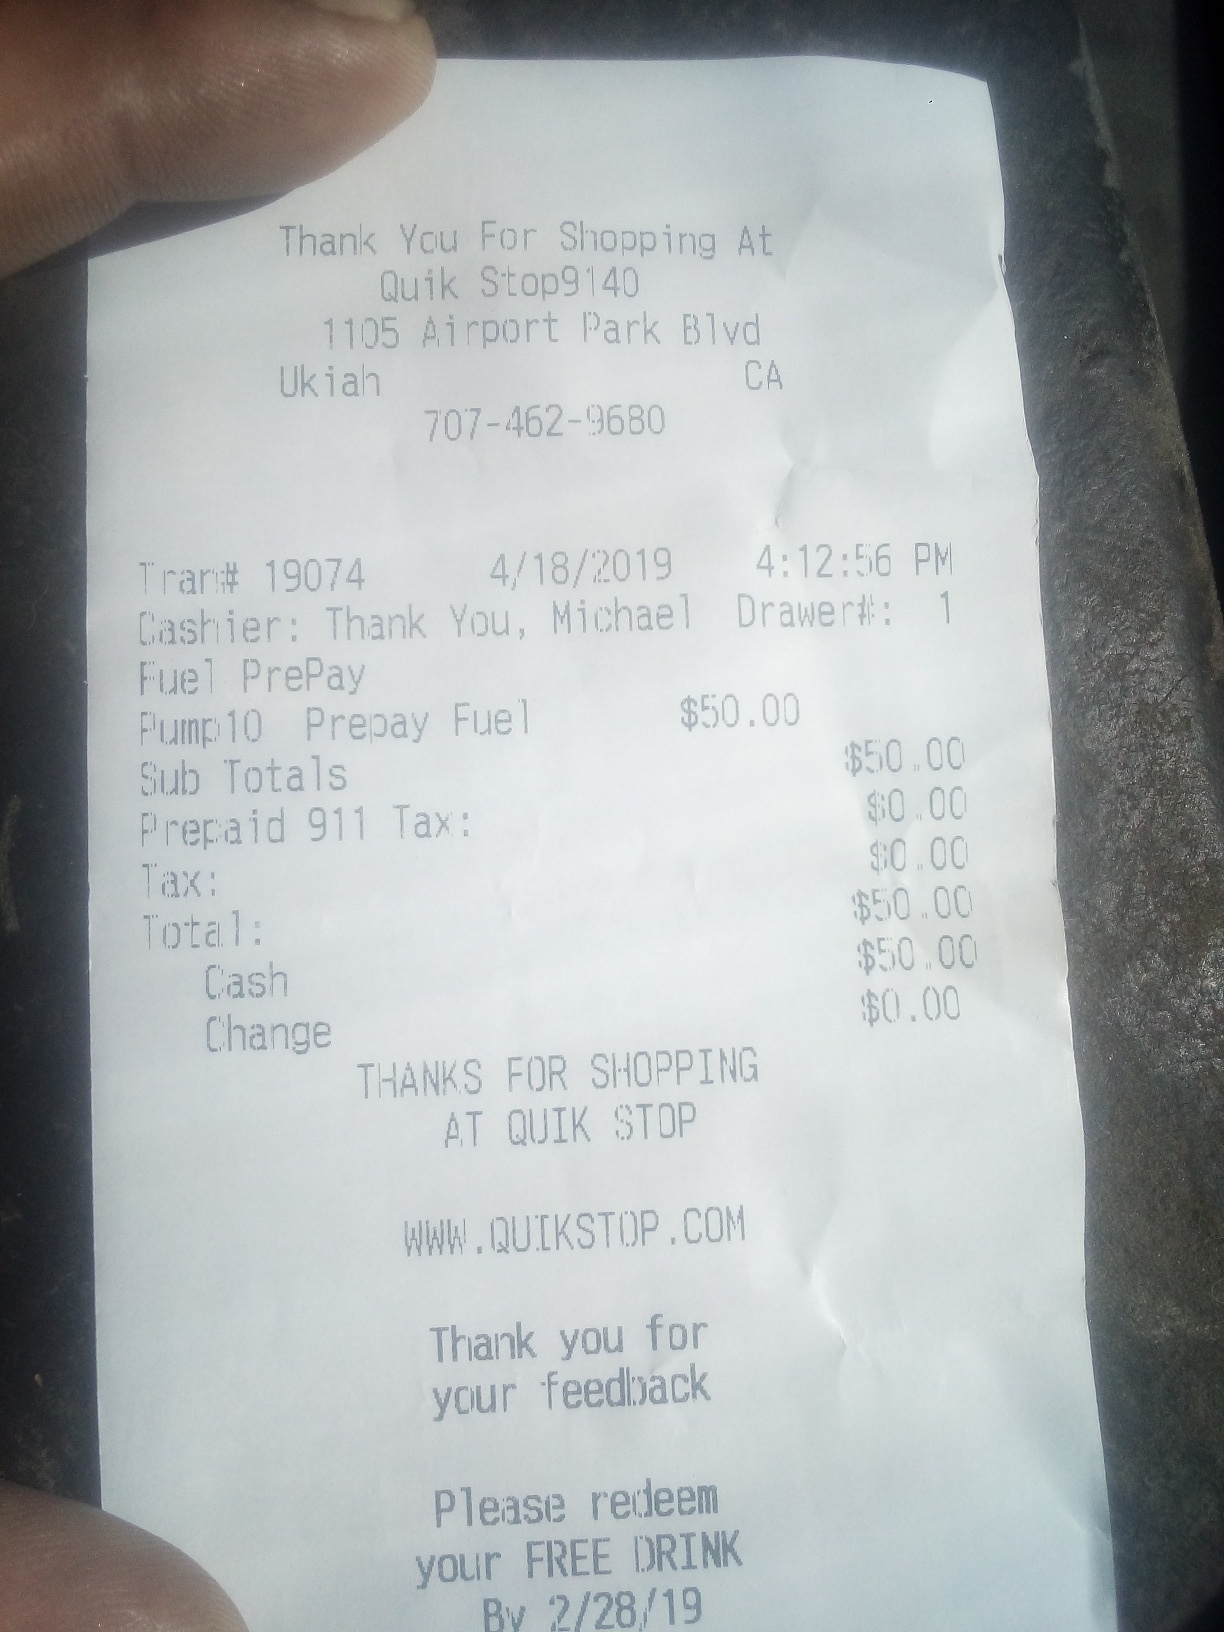 Thank You For Shopping At
Quik Stop9140
1105 Airport Park Blvd
Ukiah CA
707-462-9680
Tran# 19074 4/18/2019 4:12:56 PM
Cashier: Thank You, Michael Drawer#: 1
Fuel PrePay
Pump10 Prepay Fuel $50.00
Sub Totals $50.00
Prepaid 911 Tax: $0.00
Tax: $0.00
Total: $50.00
Cash $50.00
Change $0.00
THANKS FOR SHOPPING
AT QUIK STOP
WWW.QUIKSTOP.COM
Thank you for
your feedback
Please redeem
your FREE DRINK
By 2/28/19